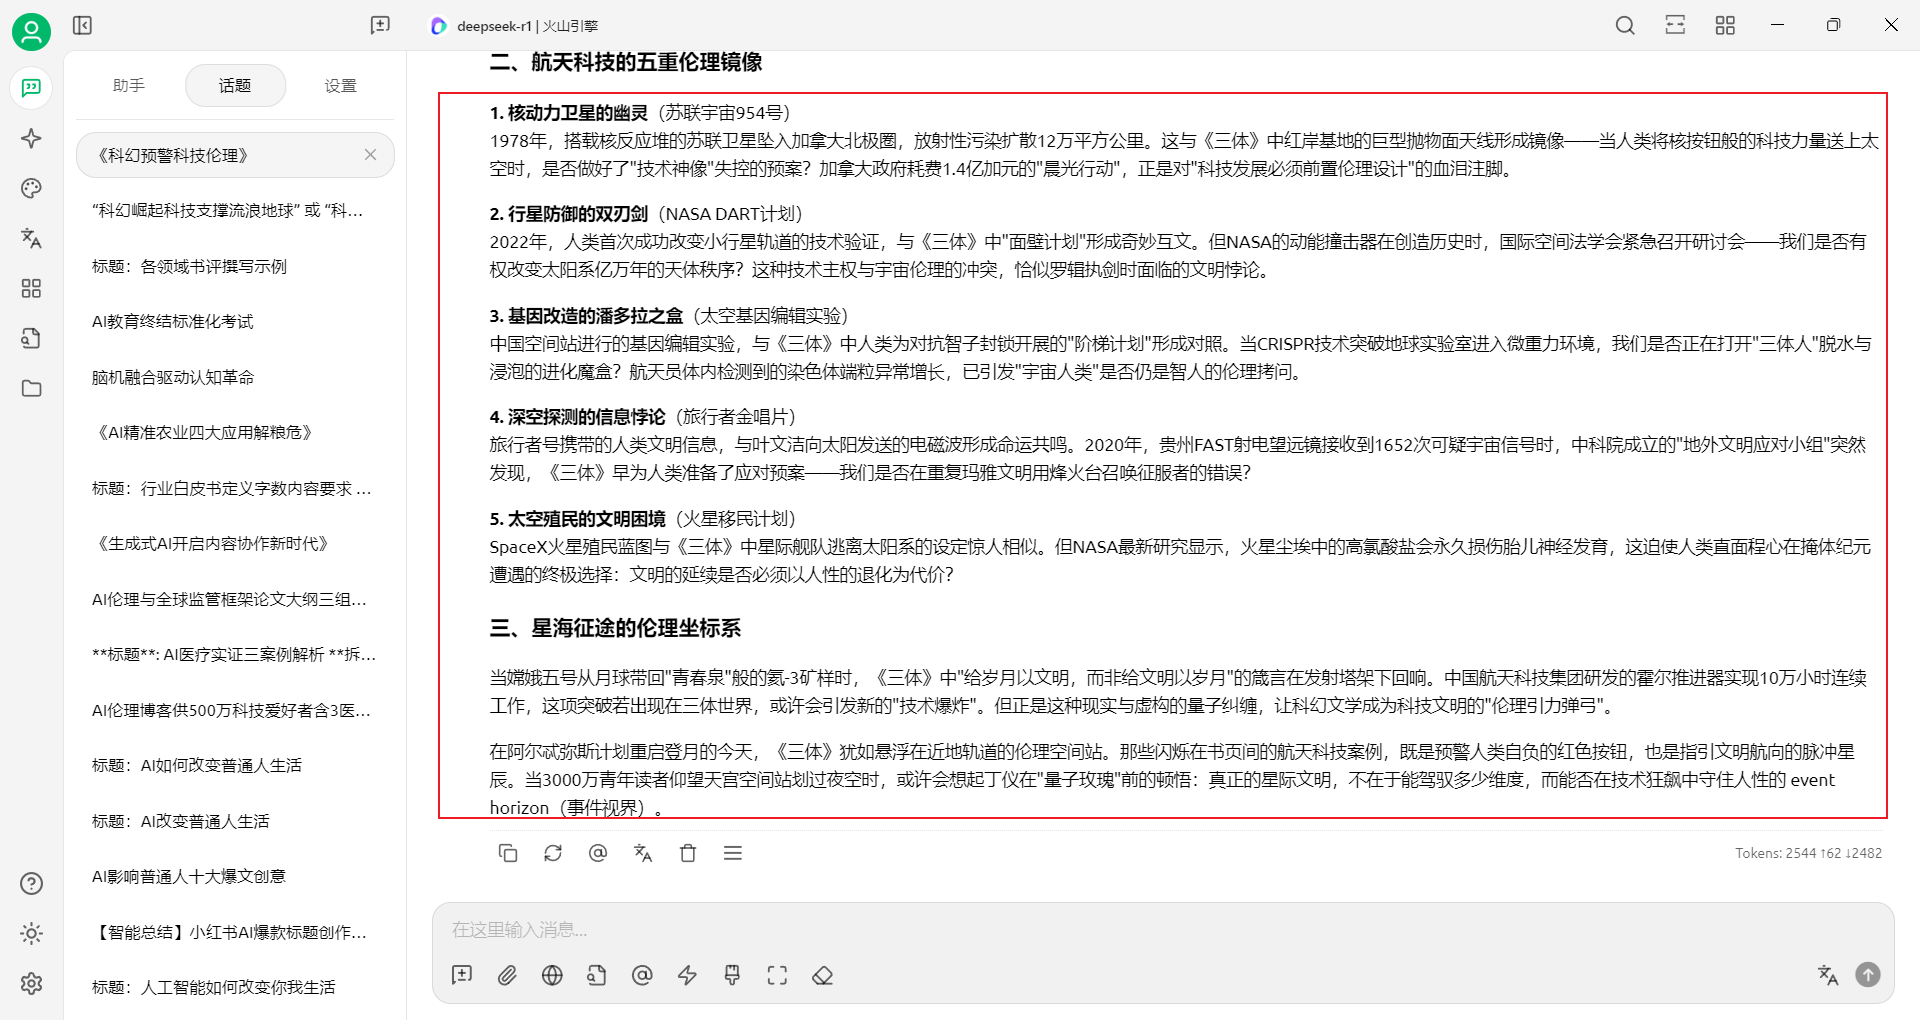 deepseek-r1 | 火山引擎
助手
话题
设置
《科幻预警科技伦理》
“科幻崛起科技支撑流浪地球” 或 “科...
标题：各领域书评撰写示例
AI教育终结标准化考试
脑机融合驱动认知革命
《AI精准农业四大应用解粮危》
标题：行业白皮书定义字数内容要求 ...
《生成式AI开启内容协作新时代》
AI伦理与全球监管框架论文大纲三组...
**标题**: AI医疗实证三案例解析 **拆...
AI伦理博客供500万科技爱好者含3医...
标题：AI如何改变普通人生活
标题：AI改变普通人生活
AI影响普通人十大爆文创意
【智能总结】小红书AI爆款标题创作...
标题：人工智能如何改变你我生活
二、航天科技的五重伦理镜像
1. 核动力卫星的幽灵（苏联宇宙954号）
1978年，搭载核反应堆的苏联卫星坠入加拿大北极圈，放射性污染扩散12万平方公里。这与《三体》中红岸基地的巨型抛物面天线形成镜像——当人类将核按钮般的科技力量送上太
空时，是否做好了"技术神像"失控的预案？加拿大政府耗费1.4亿加元的"晨光行动"，正是对"科技发展必须前置伦理设计"的血泪注脚。
2. 行星防御的双刃剑（NASA DART计划）
2022年，人类首次成功改变小行星轨道的技术验证，与《三体》中"面壁计划"形成奇妙互文。但NASA的动能撞击器在创造历史时，国际空间法学会紧急召开研讨会——我们是否有
权改变太阳系亿万年的天体秩序？这种技术主权与宇宙伦理的冲突，恰似罗辑执剑时面临的文明悖论。
3. 基因改造的潘多拉之盒（太空基因编辑实验）
中国空间站进行的基因编辑实验，与《三体》中人类为对抗智子封锁开展的"阶梯计划"形成对照。当CRISPR技术突破地球实验室进入微重力环境，我们是否正在打开"三体人"脱水与
浸泡的进化魔盒？航天员体内检测到的染色体端粒异常增长，已引发"宇宙人类"是否仍是智人的伦理拷问。
4. 深空探测的信息悖论（旅行者金唱片）
旅行者号携带的人类文明信息，与叶文洁向太阳发送的电磁波形成命运共鸣。2020年，贵州FAST射电望远镜接收到1652次可疑宇宙信号时，中科院成立的"地外文明应对小组"突然
发现，《三体》早为人类准备了应对预案——我们是否在重复玛雅文明用烽火台召唤征服者的错误？
5. 太空殖民的文明困境（火星移民计划）
SpaceX火星殖民蓝图与《三体》中星际舰队逃离太阳系的设定惊人相似。但NASA最新研究显示，火星尘埃中的高氯酸盐会永久损伤胎儿神经发育，这迫使人类直面程心在掩体纪元
遭遇的终极选择：文明的延续是否必须以人性的退化为代价？
三、星海征途的伦理坐标系
当嫦娥五号从月球带回"青春泉"般的氦-3矿样时，《三体》中"给岁月以文明，而非给文明以岁月"的箴言在发射塔架下回响。中国航天科技集团研发的霍尔推进器实现10万小时连续
工作，这项突破若出现在三体世界，或许会引发新的"技术爆炸"。但正是这种现实与虚构的量子纠缠，让科幻文学成为科技文明的"伦理引力弹弓"。
在阿尔忒弥斯计划重启登月的今天，《三体》犹如悬浮在近地轨道的伦理空间站。那些闪烁在书页间的航天科技案例，既是预警人类自负的红色按钮，也是指引文明航向的脉冲星
辰。当3000万青年读者仰望天宫空间站划过夜空时，或许会想起丁仪在"量子玫瑰"前的顿悟：真正的星际文明，不在于能驾驭多少维度，而能否在技术狂飙中守住人性的 event
horizon（事件视界）。
Tokens: 2544 ↑62 ↓2482
在这里输入消息...